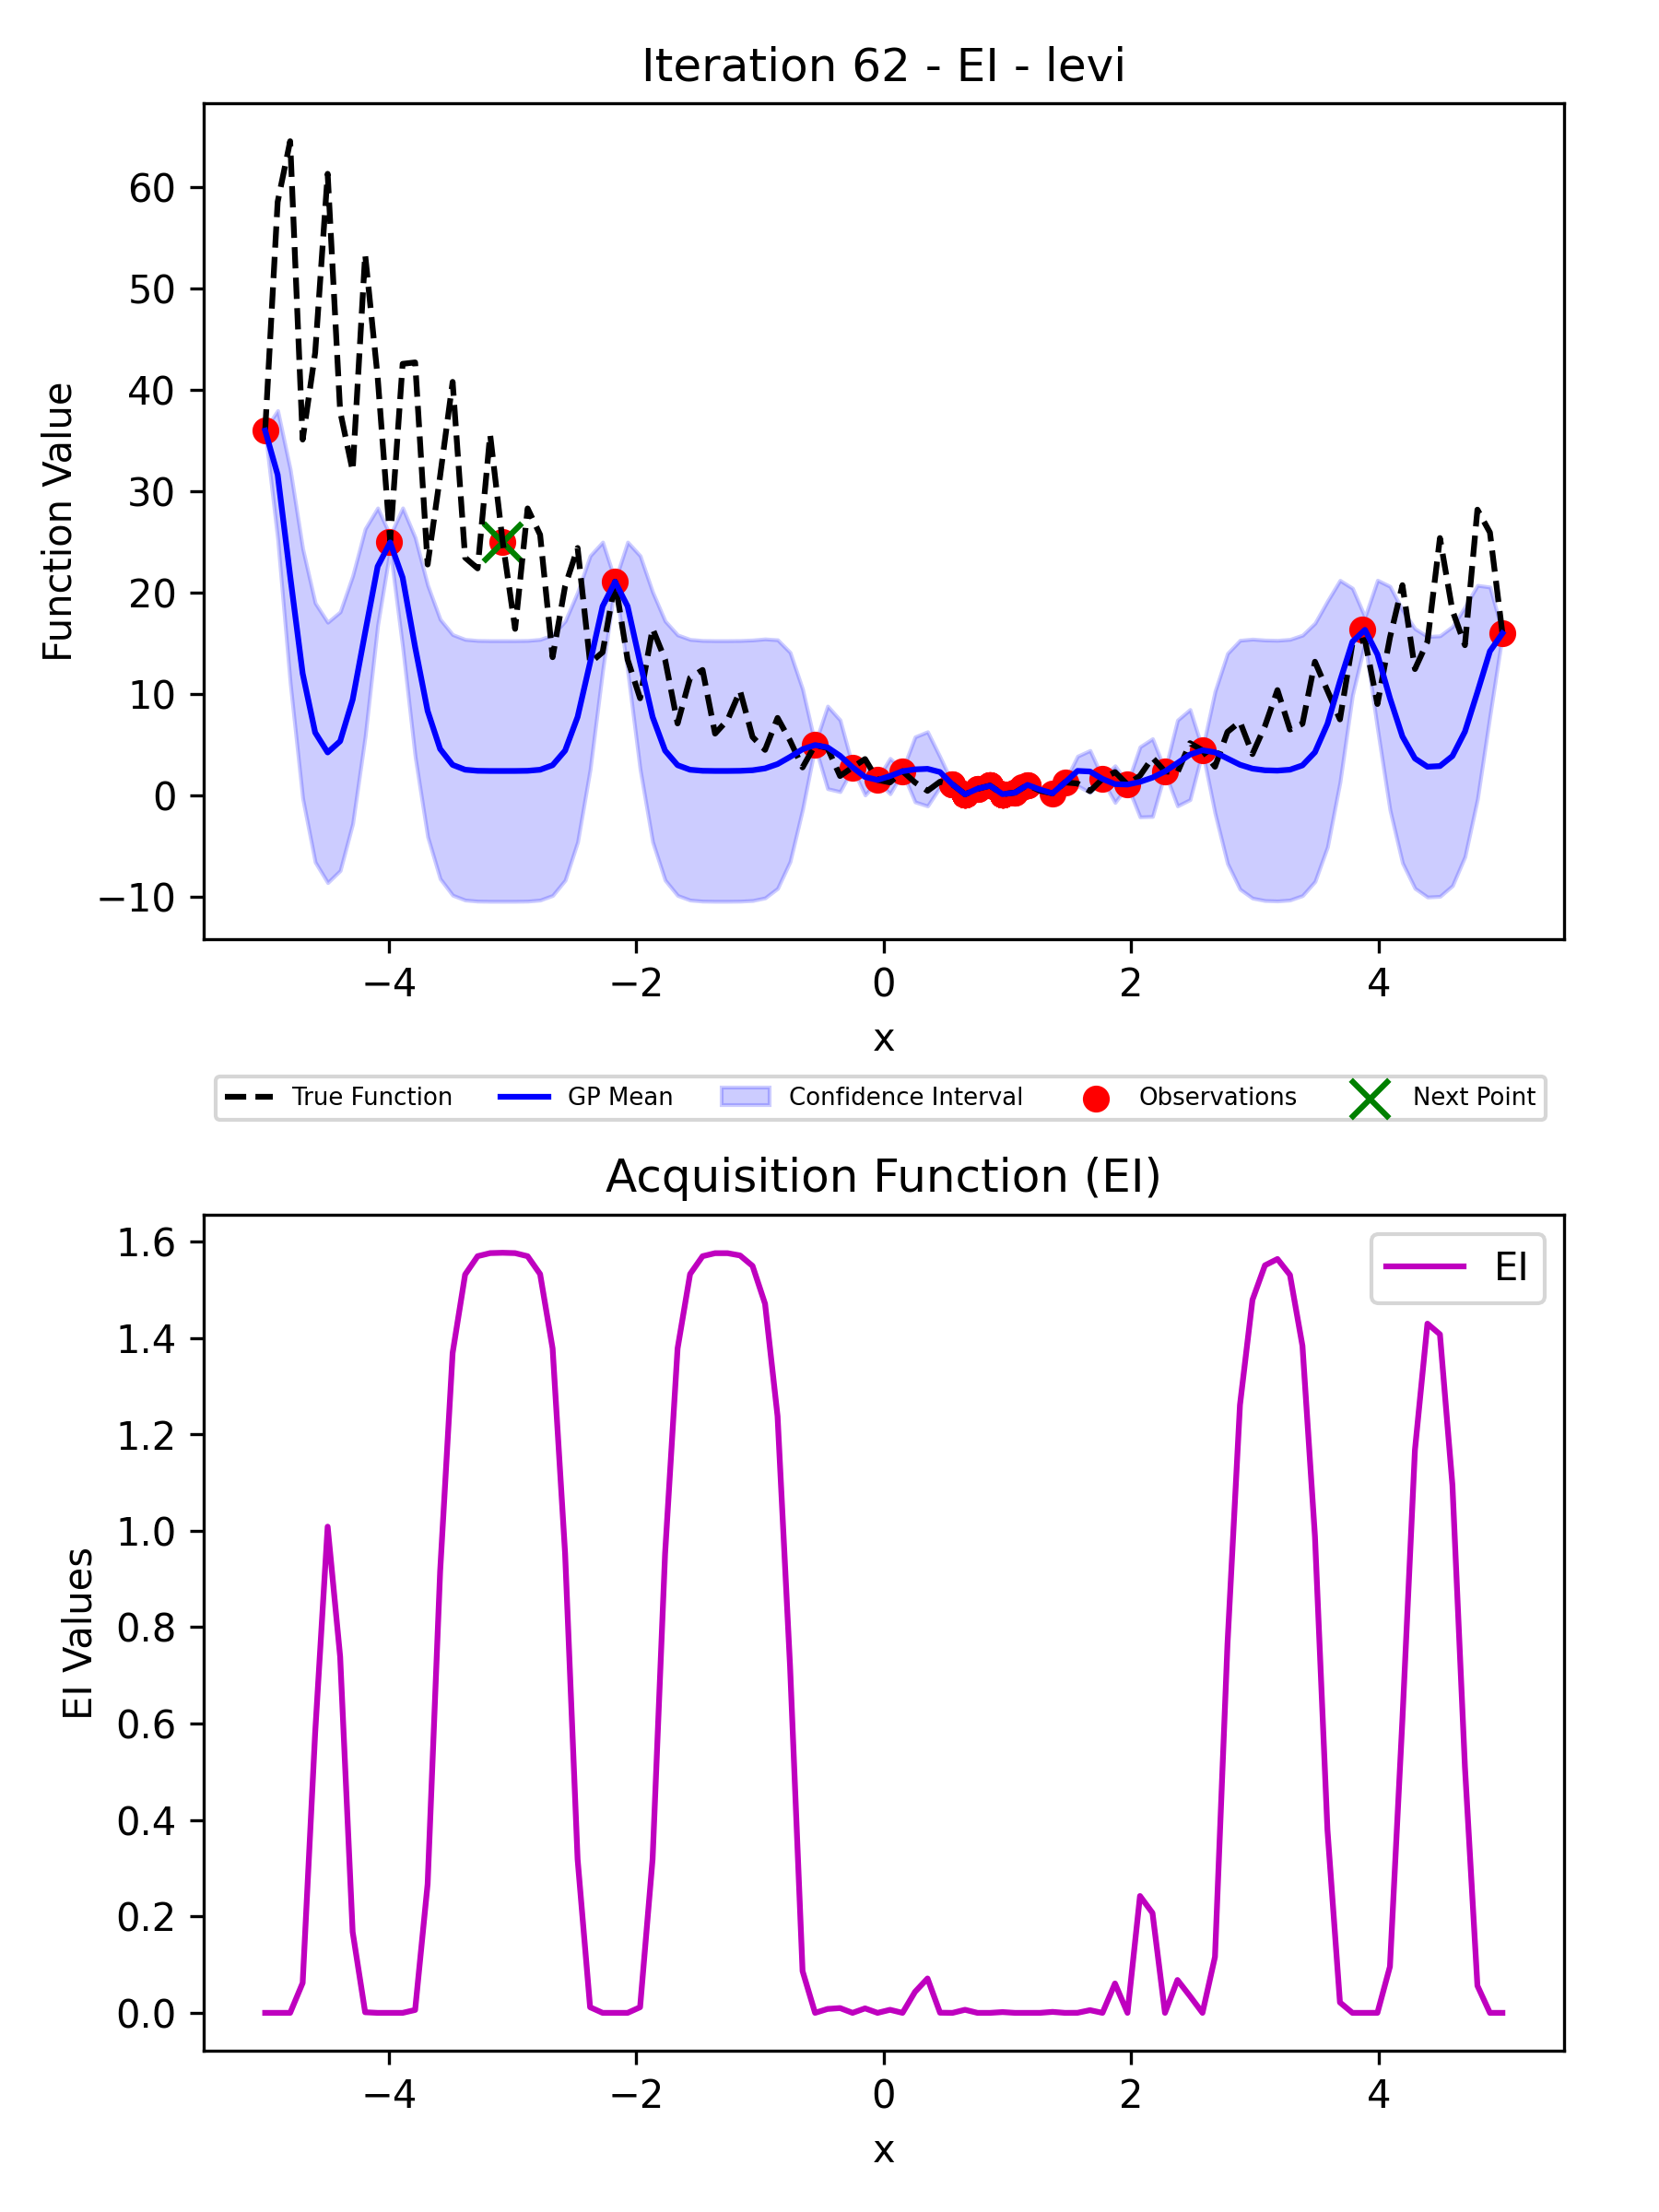 Iteration 62 - EI - levi
Function Value
60
50
40
30
20
10
0
−10
−4 −2 0 2 4
x
True Function GP Mean Confidence Interval Observations Next Point
Acquisition Function (EI)
EI Values
1.6
1.4
1.2
1.0
0.8
0.6
0.4
0.2
0.0
EI
−4 −2 0 2 4
x